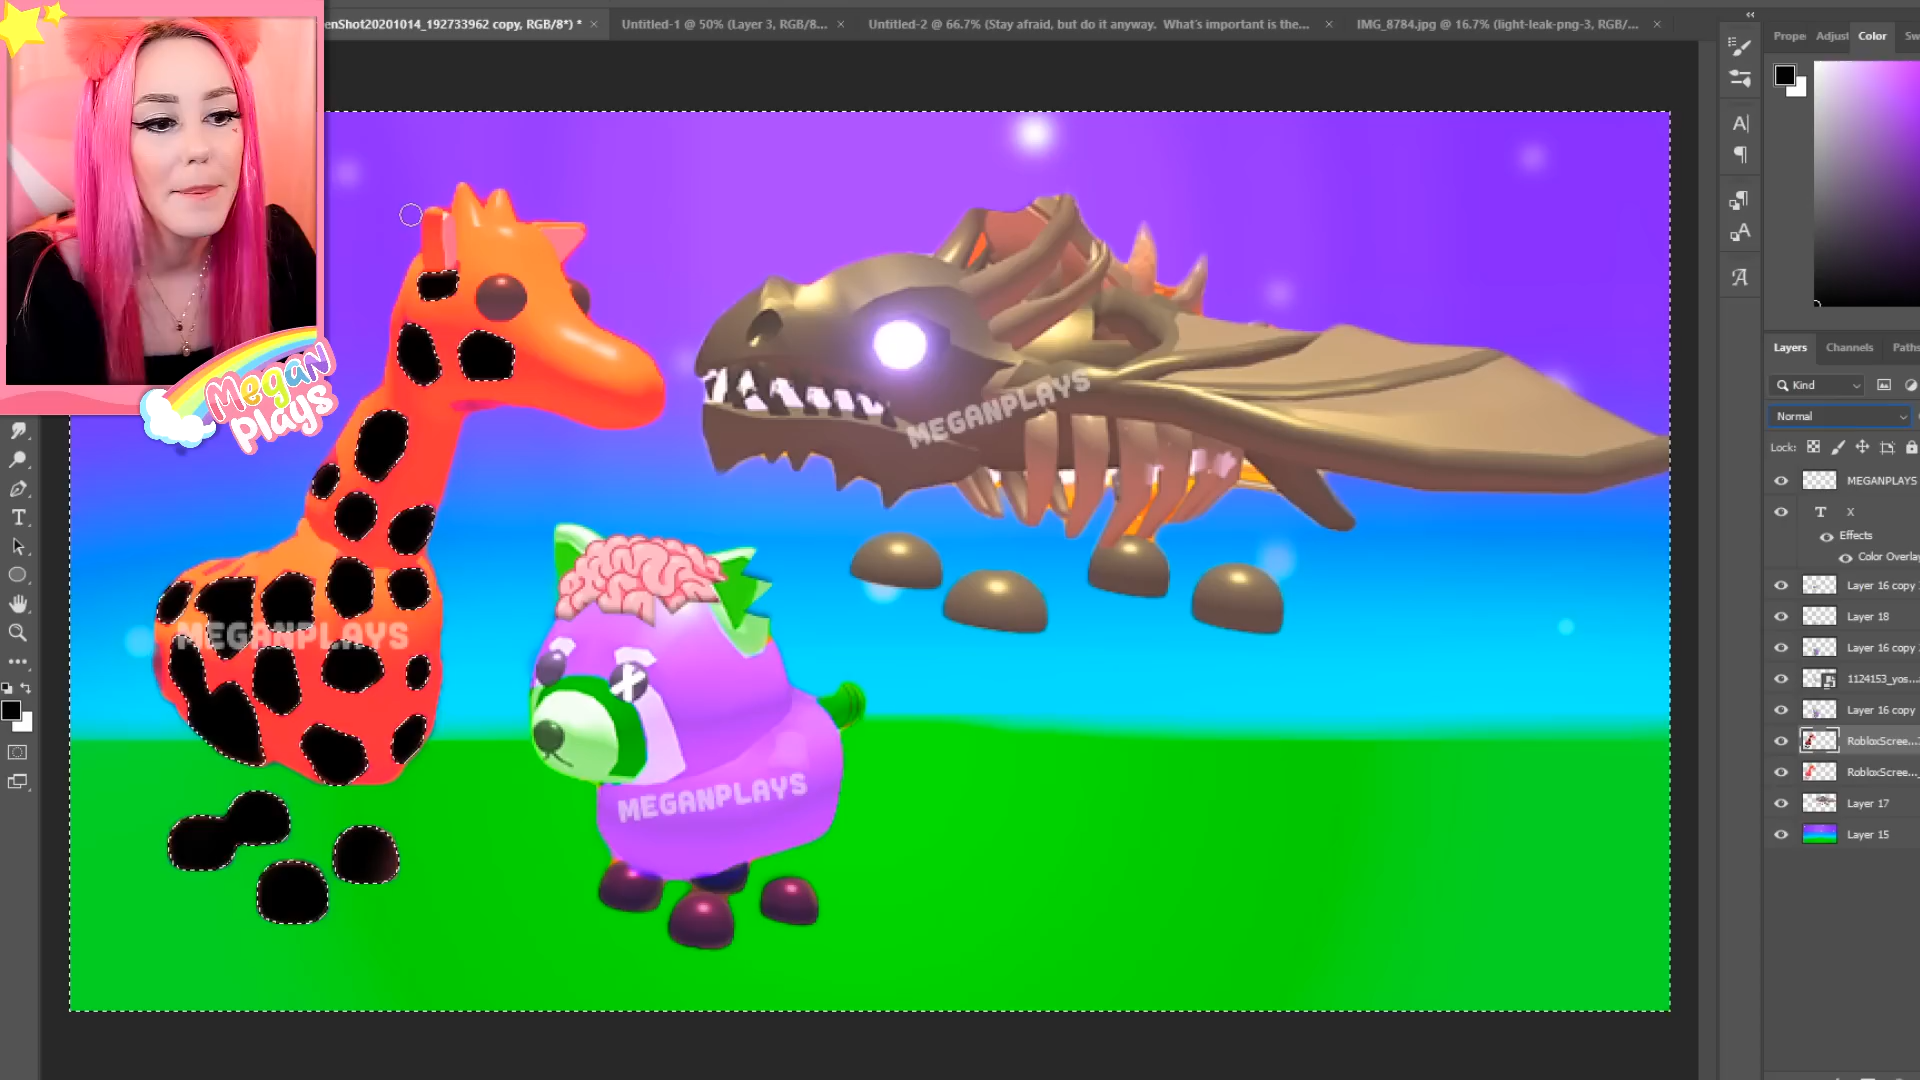 enShot20201014_192733962 copy, RGB/8*) *
Untitled-1 @ 50% (Layer 3, RGB/8...
Untitled-2 @ 66.7% (Stay afraid, but do it anyway. What's important is the...
IMG_8784.jpg @ 16.7% (light-leak-png-3, RGB/...
Prope
Adjust
Color
Sw
Megan
Plays
MEGANPLAYS
MEGANPLAYS
MEGANPLAYS
Layers
Channels
Paths
Kind
Normal
Lock:
MEGANPLAYS
T X
Effects
Color Overlay
Layer 16 copy
Layer 18
Layer 16 copy
1124153_yos...
Layer 16 copy
RobloxScree...
RobloxScree...
Layer 17
Layer 15